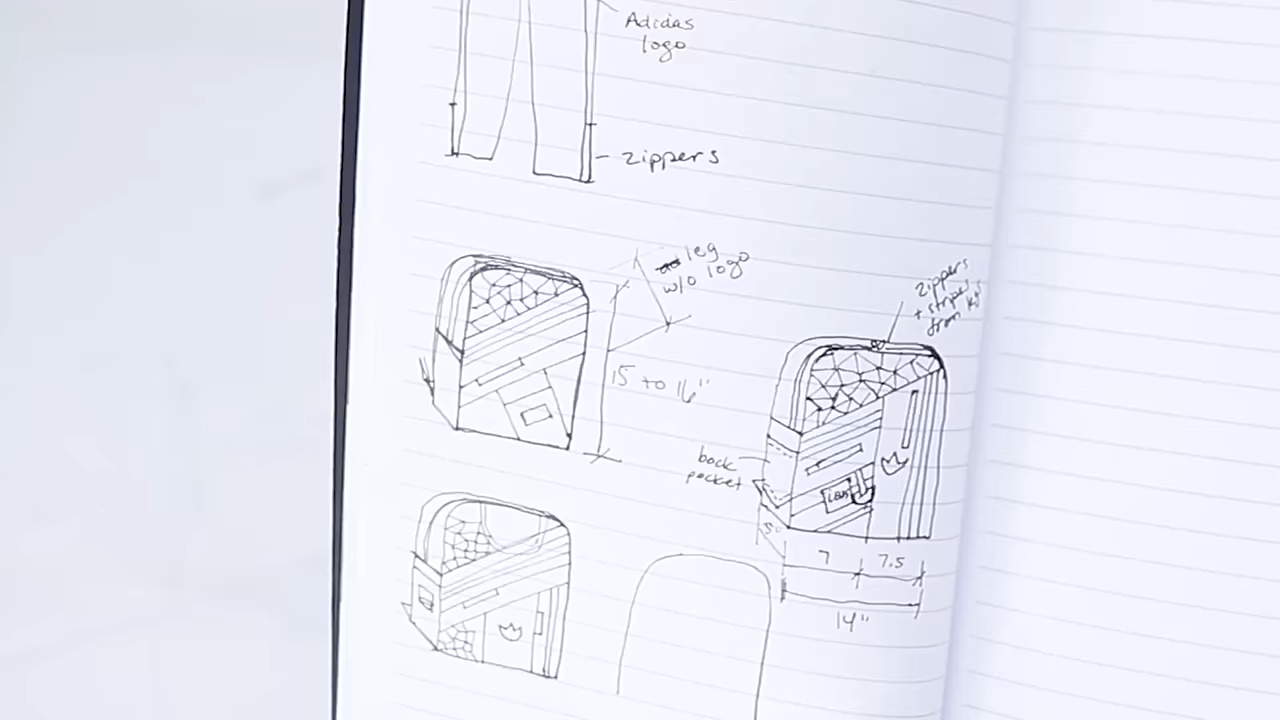 Adidas
logo
zippers
leg
w/o logo
15 to 16"
zippers
+ stripes
from
back
pocket
7
7.5
14"